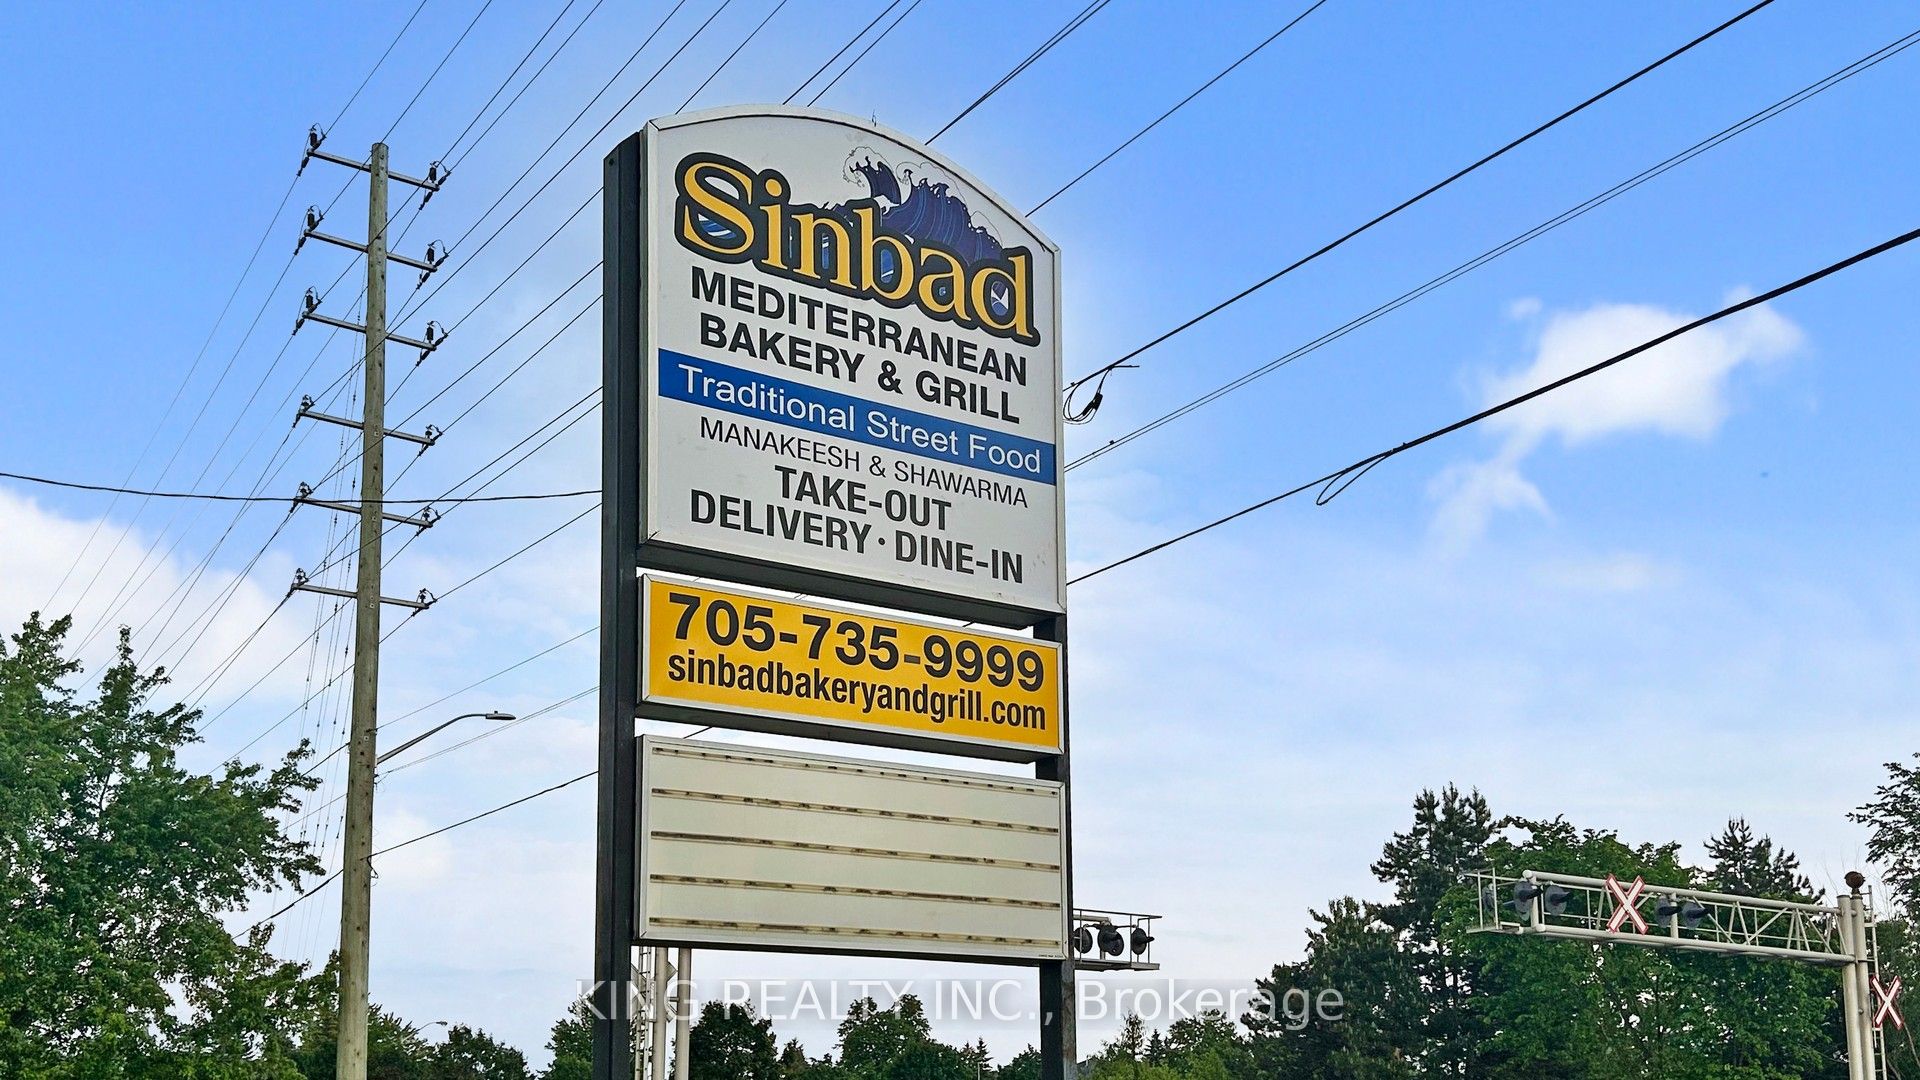 Sinbad
MEDITERRANEAN
BAKERY & GRILL
Traditional Street Food
MANAKEESH & SHAWARMA
TAKE-OUT
DELIVERY · DINE-IN
705-735-9999
sinbadbakeryandgrill.com
KING REALTY INC., Brokerage